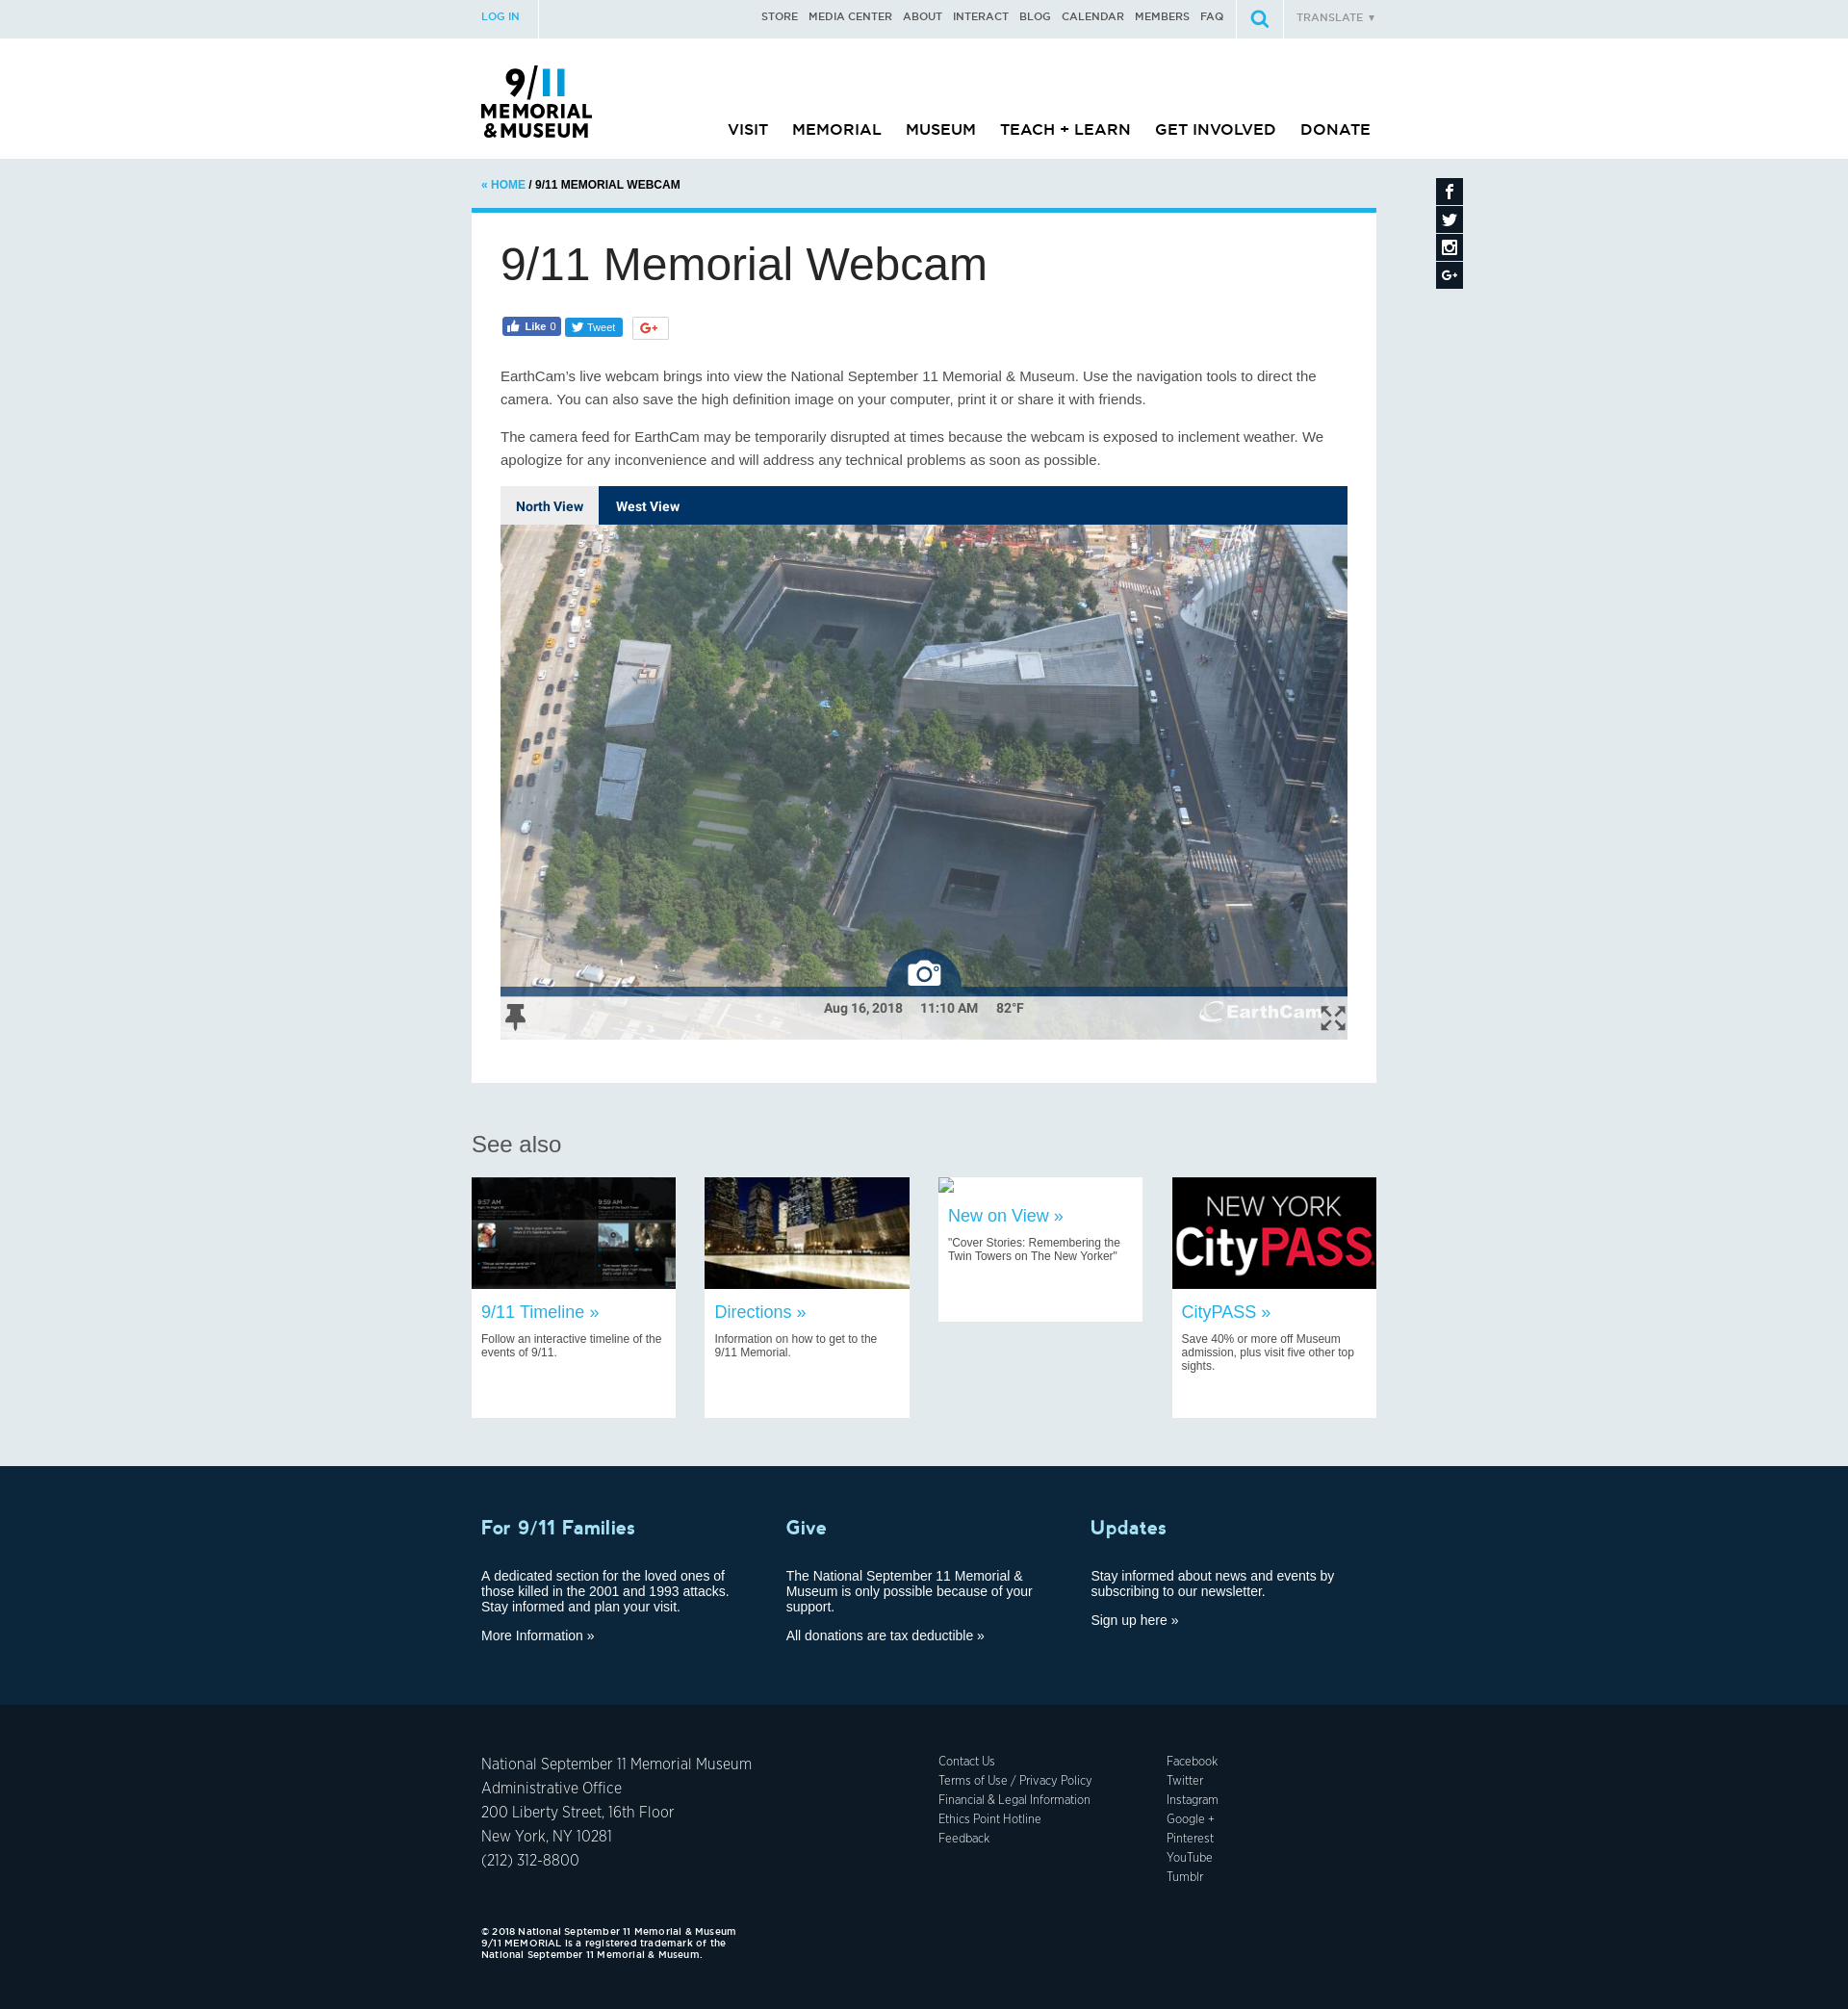 LOG IN
STORE MEDIA CENTER ABOUT INTERACT BLOG CALENDAR MEMBERS FAQ
TRANSLATE ▼
9/11
MEMORIAL
&MUSEUM
VISIT MEMORIAL MUSEUM TEACH + LEARN GET INVOLVED DONATE
« HOME / 9/11 MEMORIAL WEBCAM
9/11 Memorial Webcam
Like 0
Tweet
G+
EarthCam's live webcam brings into view the National September 11 Memorial & Museum. Use the navigation tools to direct the
camera. You can also save the high definition image on your computer, print it or share it with friends.
The camera feed for EarthCam may be temporarily disrupted at times because the webcam is exposed to inclement weather. We
apologize for any inconvenience and will address any technical problems as soon as possible.
North View West View
Aug 16, 2018 11:10 AM 82°F
EarthCam
See also
9:57 AM
9:59 AM
9/11 Timeline »
Follow an interactive timeline of the
events of 9/11.
Directions »
Information on how to get to the
9/11 Memorial.
New on View »
"Cover Stories: Remembering the
Twin Towers on The New Yorker"
NEW YORK
CityPASS
CityPASS »
Save 40% or more off Museum
admission, plus visit five other top
sights.
For 9/11 Families
A dedicated section for the loved ones of
those killed in the 2001 and 1993 attacks.
Stay informed and plan your visit.
More Information »
Give
The National September 11 Memorial &
Museum is only possible because of your
support.
All donations are tax deductible »
Updates
Stay informed about news and events by
subscribing to our newsletter.
Sign up here »
National September 11 Memorial Museum
Administrative Office
200 Liberty Street, 16th Floor
New York, NY 10281
(212) 312-8800
Contact Us
Terms of Use / Privacy Policy
Financial & Legal Information
Ethics Point Hotline
Feedback
Facebook
Twitter
Instagram
Google +
Pinterest
YouTube
Tumblr
© 2018 National September 11 Memorial & Museum
9/11 MEMORIAL is a registered trademark of the
National September 11 Memorial & Museum.